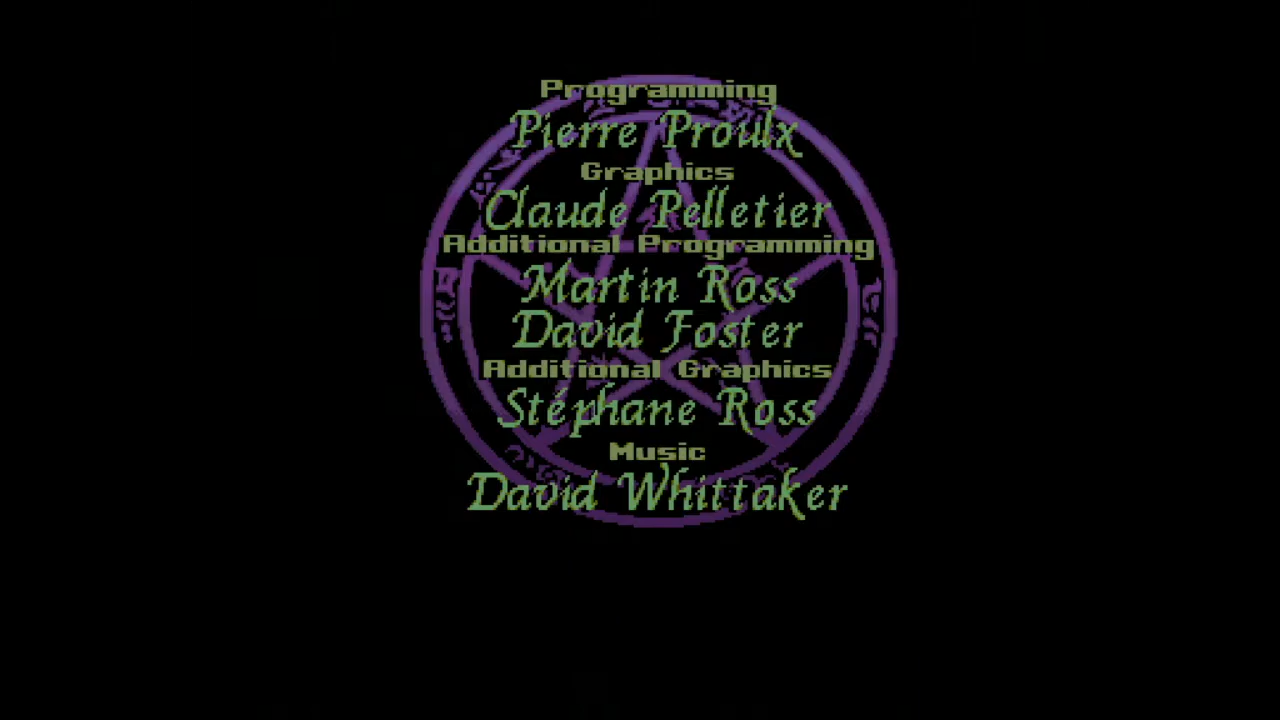 Programming
Pierre Proulx
Graphics
Claude Pelletier
Additional Programming
Martin Ross
David Foster
Additional Graphics
Stéphane Ross
Music
David Whittaker